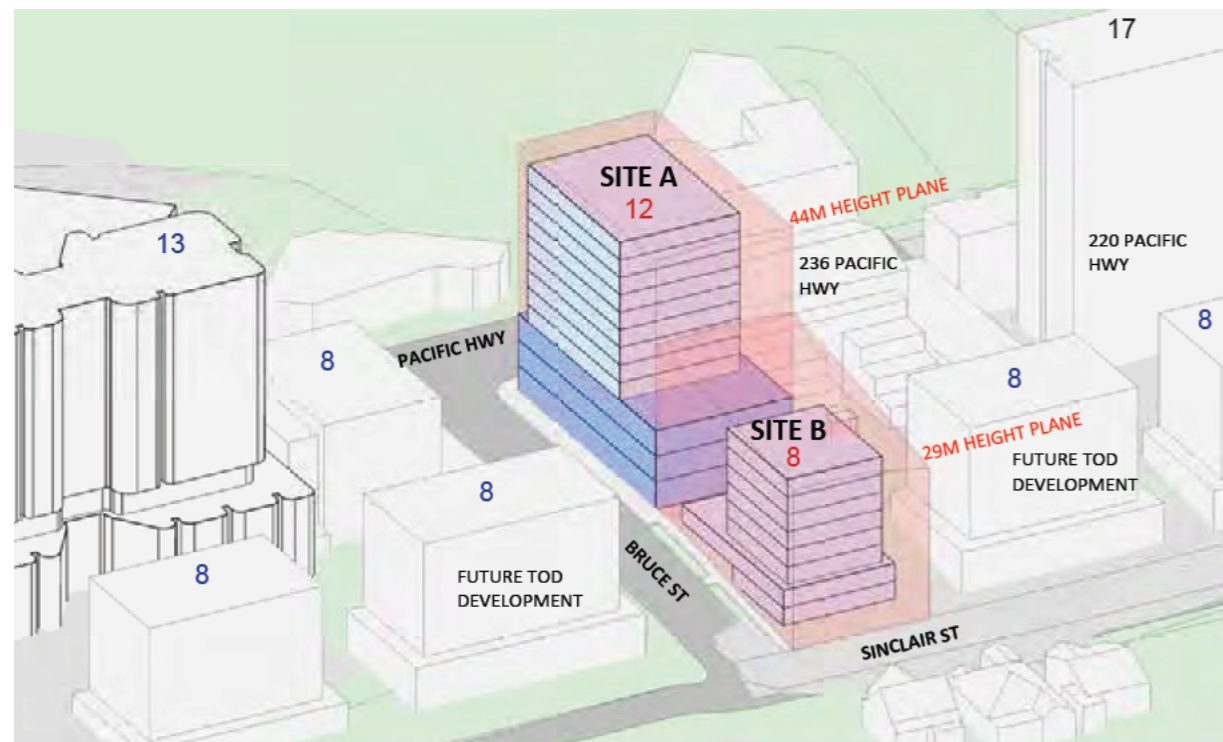 17
SITE A
12
44M HEIGHT PLANE
13
220 PACIFIC
HWY
236 PACIFIC
HWY
PACIFIC HWY
8
8
8
SITE B
8
29M HEIGHT PLANE
FUTURE TOD
DEVELOPMENT
8
BRUCE ST
8
FUTURE TOD
DEVELOPMENT
SINCLAIR ST